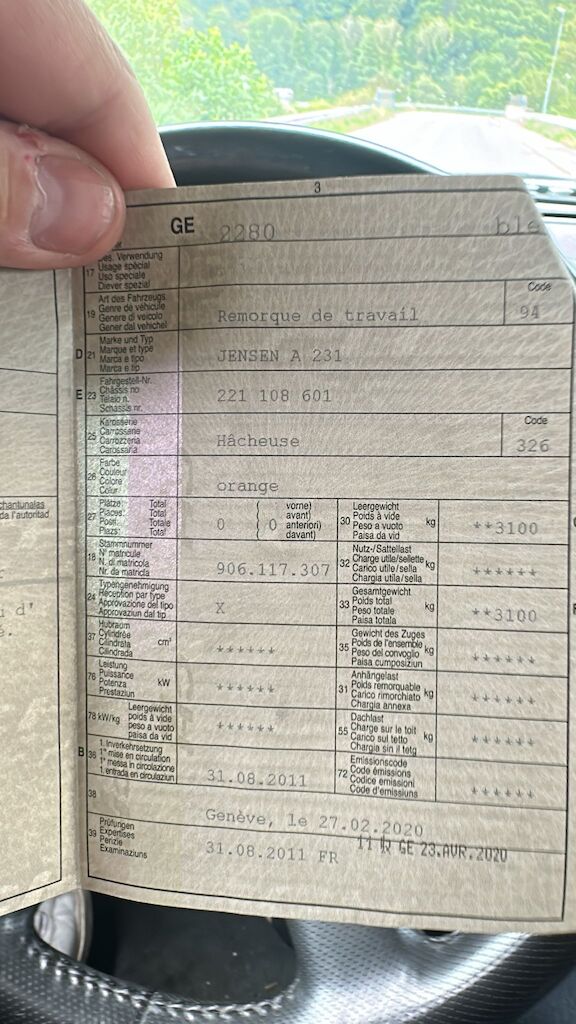 3
GE 2280 ble
17 Bes. Verwendung
Usage spécial
Uso speciale
Diever spezial
19 Art des Fahrzeugs
Genre de véhicule
Genere di veicolo
Gener dal vehichel
Remorque de travail
Code
94
D 21 Marke und Typ
Marque et type
Marca e tipo
Marca e tip
JENSEN A 231
E 23 Fahrgestell-Nr.
Châssis no
Telaio n.
Schassis nr.
221 108 601
25 Karosserie
Carrosserie
Carrozzeria
Carossaria
Hâcheuse
Code
326
26 Farbe
Couleur
Colore
Colur
orange
27 Plätze: Total
Places: Total
Posti: Totale
Plazs: Total
0 ( 0 vorne)
avant)
anteriori)
davant)
30 Leergewicht
Poids à vide
Peso a vuoto
Paisa da vid
kg
**3100
18 Stammnummer
N° matricule
N. di matricola
Nr. da matricla
906.117.307
32 Nutz-/Sattellast
Charge utile/sellette
Carico utile/sella
Chargia utila/sella
kg
******
24 Typengenehmigung
Réception par type
Approvazione del tipo
Approvaziun dal tip
X
33 Gesamtgewicht
Poids total
Peso totale
Paisa totala
kg
**3100
37 Hubraum
Cylindrée
Cilindrata
Cilindrada
cm³
******
35 Gewicht des Zuges
Poids de l'ensemble
Peso del convoglio
Paisa cumposiziun
kg
******
76 Leistung
Puissance
Potenza
Prestaziun
kW
******
31 Anhängelast
Poids remorquable
Carico rimorchiato
Chargia annexa
kg
******
78 kW/kg Leergewicht
poids à vide
peso a vuoto
paisa da vid
******
55 Dachlast
Charge sur le toit
Carico sul tetto
Chargia sin il tetg
kg
******
B 36 1. Inverkehrsetzung
1re mise en circulation
1a messa in circolazione
1. entrada en circulaziun
31.08.2011
72 Emissionscode
Code émissions
Codice emissioni
Code d'emissiuns
******
38
Genève, le 27.02.2020
39 Prüfungen
Expertises
Perizie
Examinaziuns
31.08.2011 FR
GE 23.AVR.2020